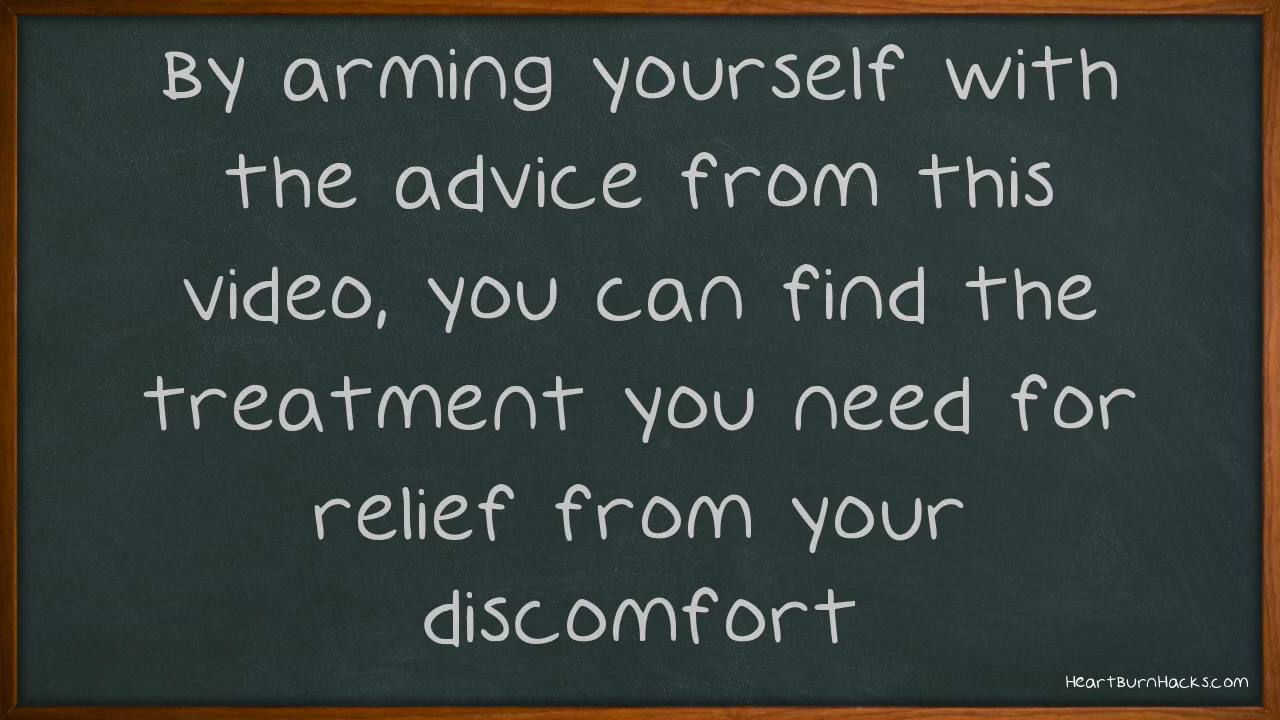 By arming yourself with
the advice from this
video, you can find the
treatment you need for
relief from your
discomfort
HeartBurnHacks.com